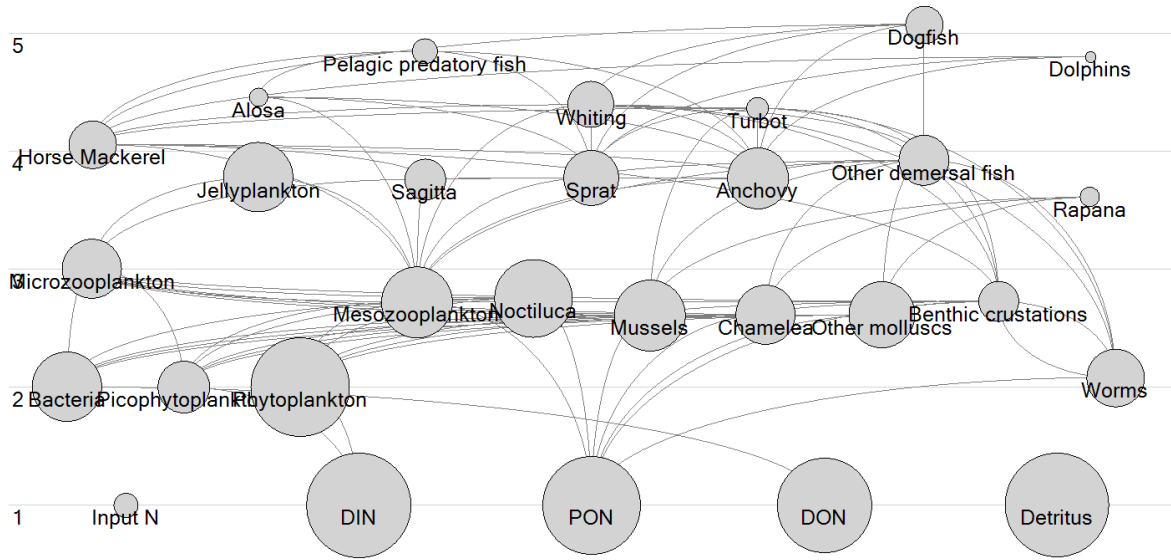 5
Dogfish
Pelagic predatory fish
Dolphins
Alosa
Whiting
Turbot
4
Horse Mackerel
Jellyplankton
Sagitta
Sprat
Anchovy
Other demersal fish
Rapana
3
Microzooplankton
Mesozooplankton
Noctiluca
Mussels
Chamelea
Other molluscs
Benthic crustations
2
Bacteria
Picophytoplankton
Phytoplankton
Worms
1
Input N
DIN
PON
DON
Detritus